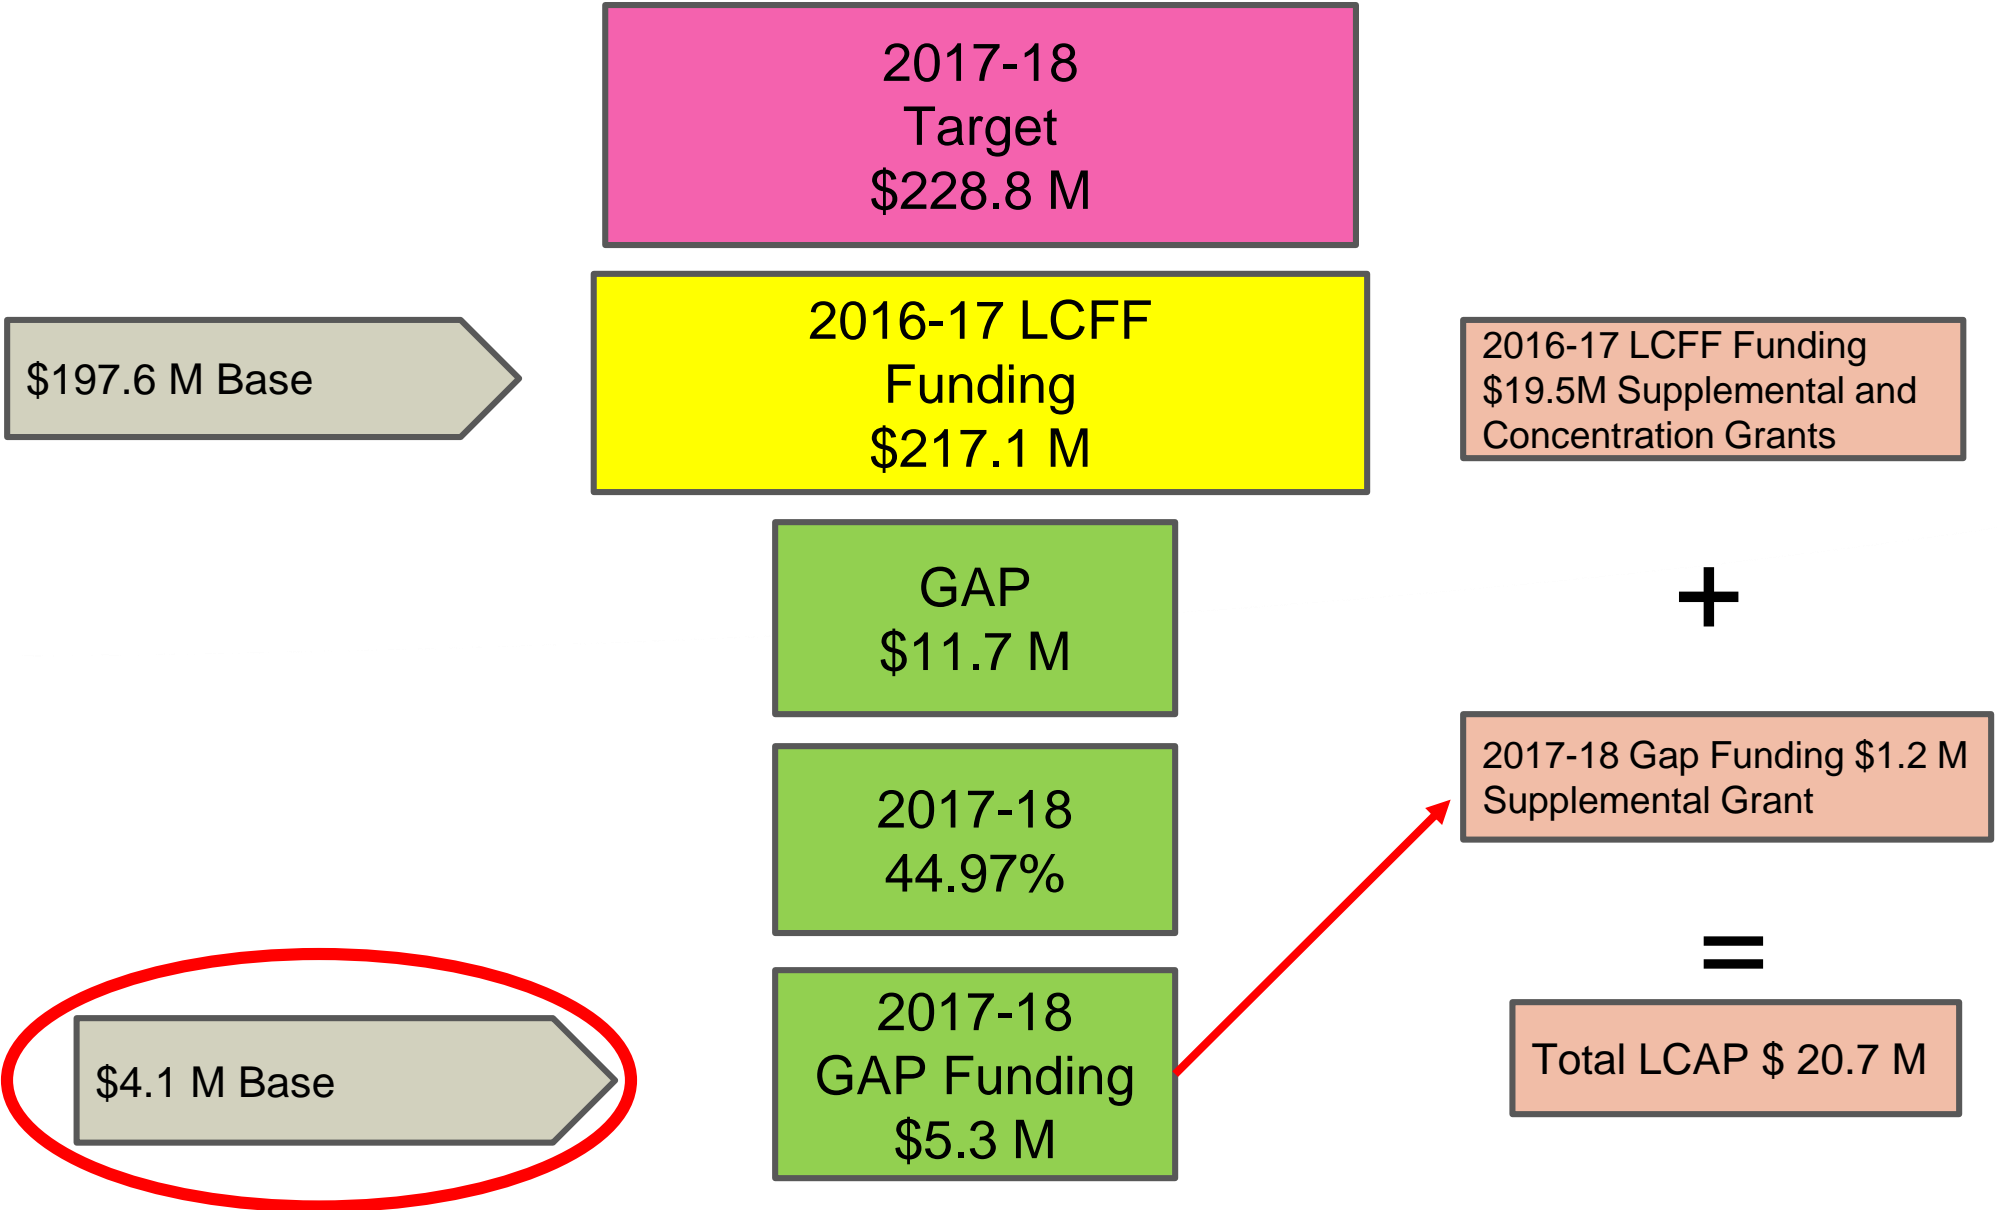 2017-18
Target
$228.8 M
$197.6 M Base
2016-17 LCFF
Funding
$217.1 M
2016-17 LCFF Funding
$19.5M Supplemental and
Concentration Grants
GAP
$11.7 M
+
2017-18
44.97%
2017-18 Gap Funding $1.2 M
Supplemental Grant
=
$4.1 M Base
2017-18
GAP Funding
$5.3 M
Total LCAP $ 20.7 M